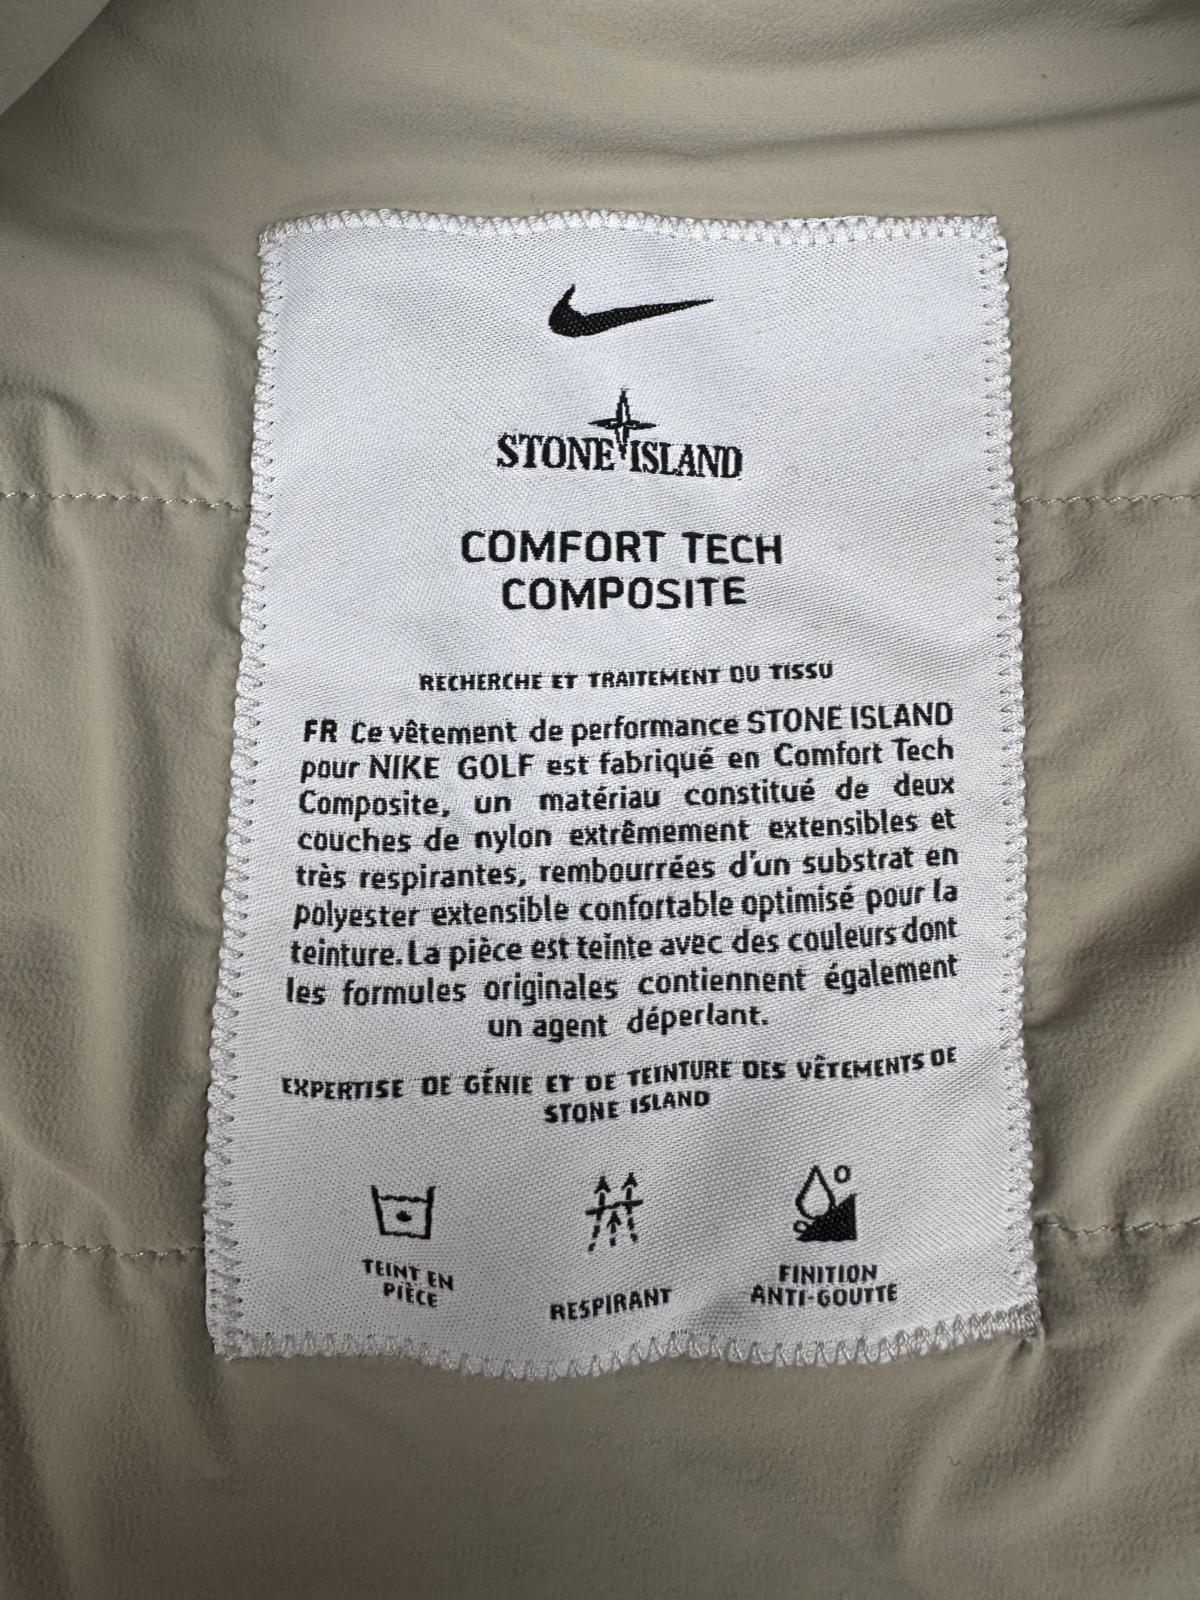 STONE ISLAND
COMFORT TECH
COMPOSITE
RECHERCHE ET TRAITEMENT DU TISSU
FR Ce vêtement de performance STONE ISLAND
pour NIKE GOLF est fabriqué en Comfort Tech
Composite, un matériau constitué de deux
couches de nylon extrêmement extensibles et
très respirantes, rembourrées d'un substrat en
polyester extensible confortable optimisé pour la
teinture. La pièce est teinte avec des couleurs dont
les formules originales contiennent également
un agent déperlant.
EXPERTISE DE GÉNIE ET DE TEINTURE DES VÊTEMENTS DE
STONE ISLAND
TEINT EN
PIÈCE
RESPIRANT
FINITION
ANTI-GOUTTE